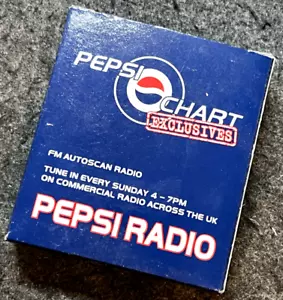 PEPSI
CHART
EXCLUSIVES
FM AUTOSCAN RADIO
TUNE IN EVERY SUNDAY 4 - 7PM
ON COMMERCIAL RADIO ACROSS THE UK
PEPSI RADIO